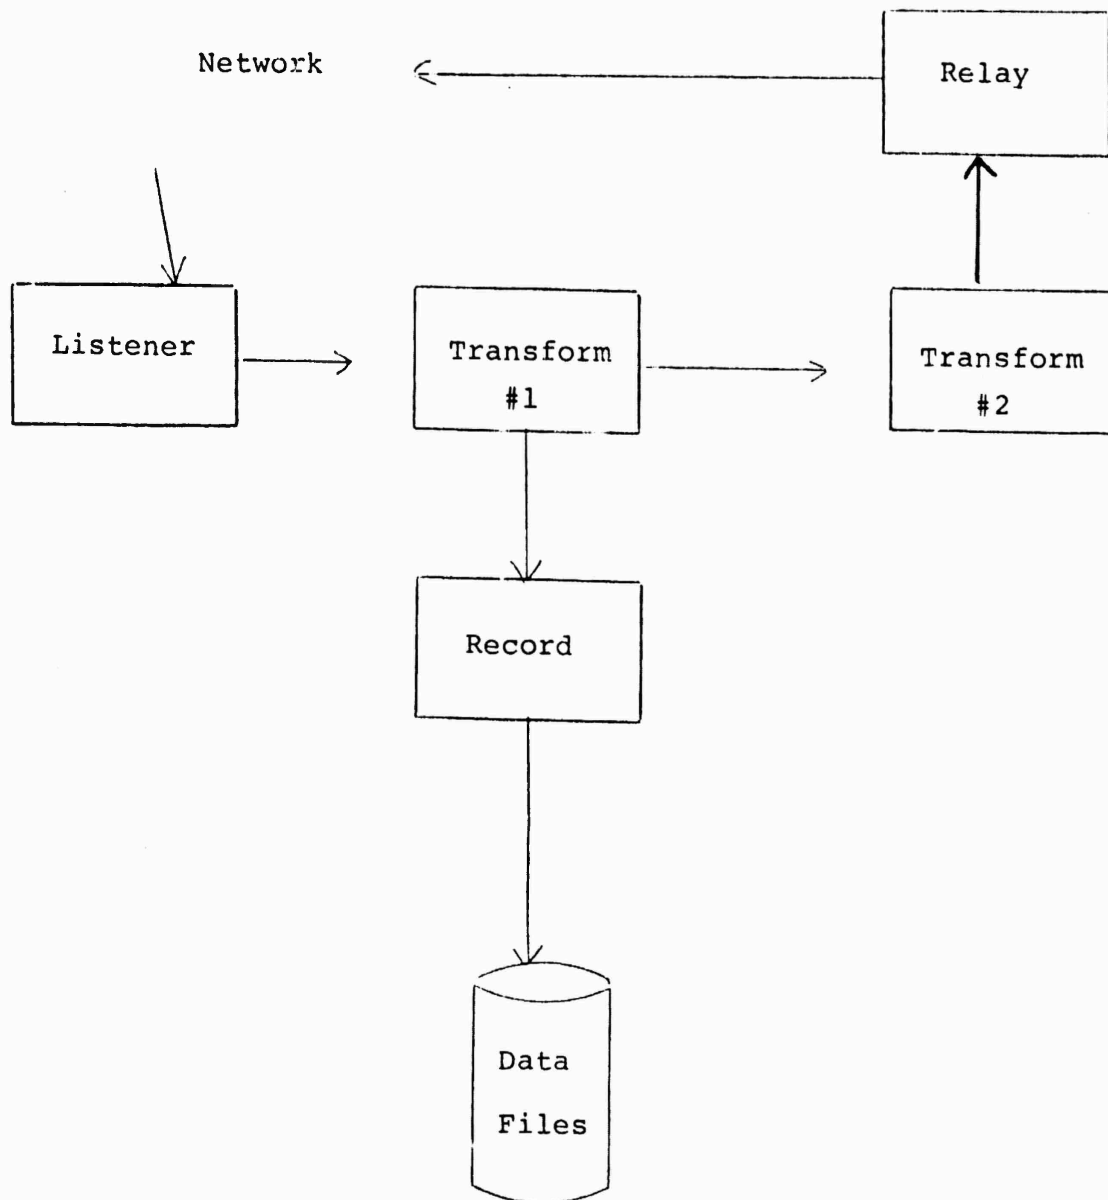 Network
Relay
Listener
Transform
#1
Transform
#2
Record
Data
Files